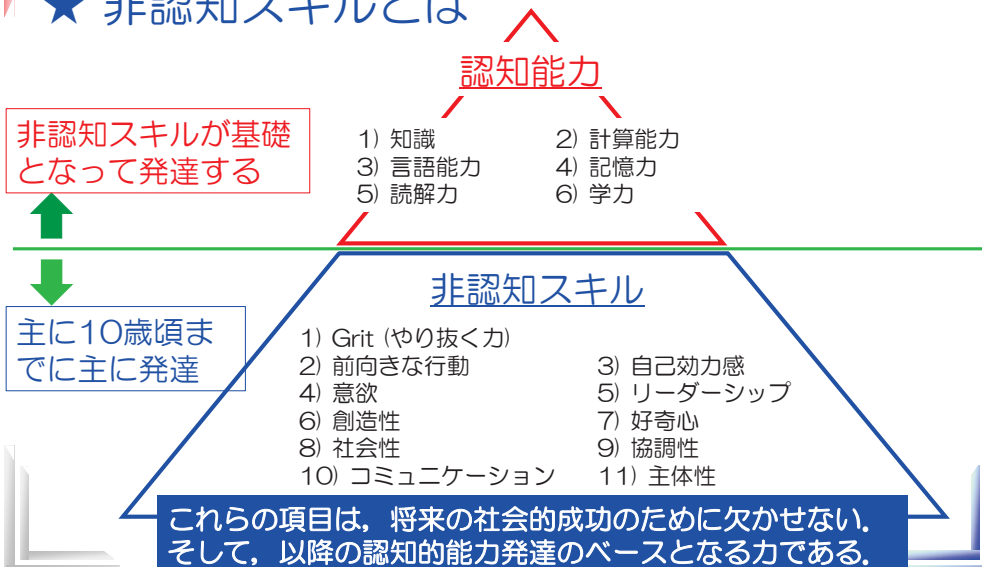 ★ 非認知スキルとは
認知能力
非認知スキルが基礎
となって発達する
1) 知識 2) 計算能力
3) 言語能力 4) 記憶力
5) 読解力 6) 学力
非認知スキル
主に10歳頃ま
でに主に発達
1) Grit (やり抜く力)
2) 前向きな行動 3) 自己効力感
4) 意欲 5) リーダーシップ
6) 創造性 7) 好奇心
8) 社会性 9) 協調性
10) コミュニケーション 11) 主体性
これらの項目は，将来の社会的成功のために欠かせない．
そして，以降の認知的能力発達のベースとなる力である．